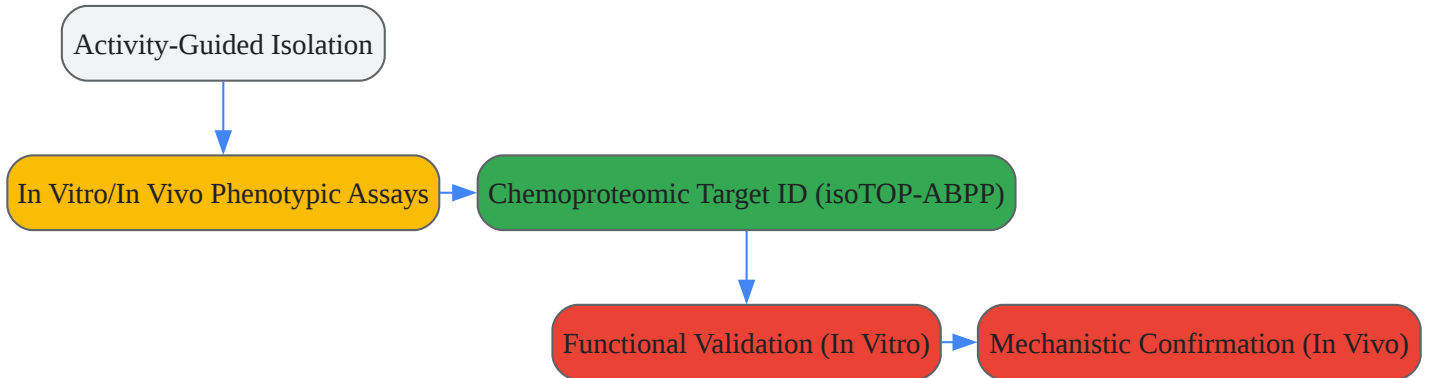 Activity-Guided Isolation
In Vitro/In Vivo Phenotypic Assays
Chemoproteomic Target ID (isoTOP-ABPP)
Functional Validation (In Vitro)
Mechanistic Confirmation (In Vivo)